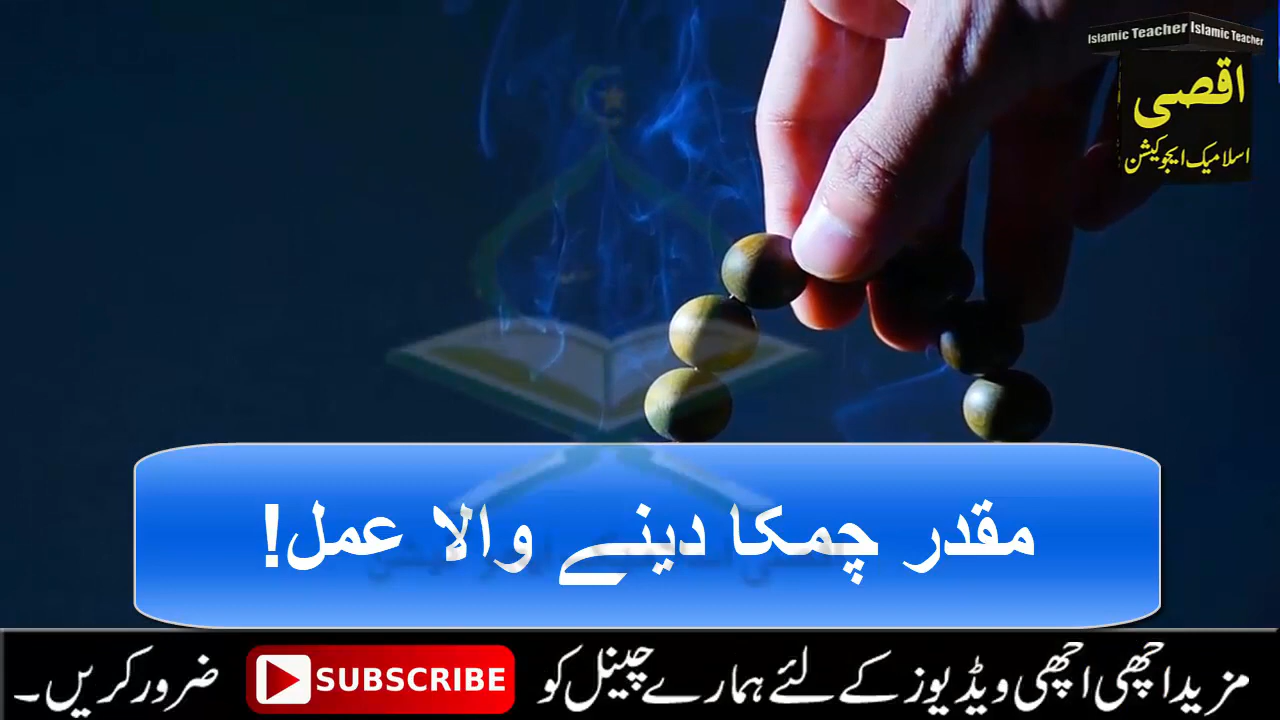 Islamic Teacher Islamic Teacher
اقصی
اسلامیک ایجوکیشن
مقدر چمکا دینے والا عمل!
مزید اچھی اچھی ویڈیوز کے لئے ہمارے چینل کو SUBSCRIBE ضرور کریں۔